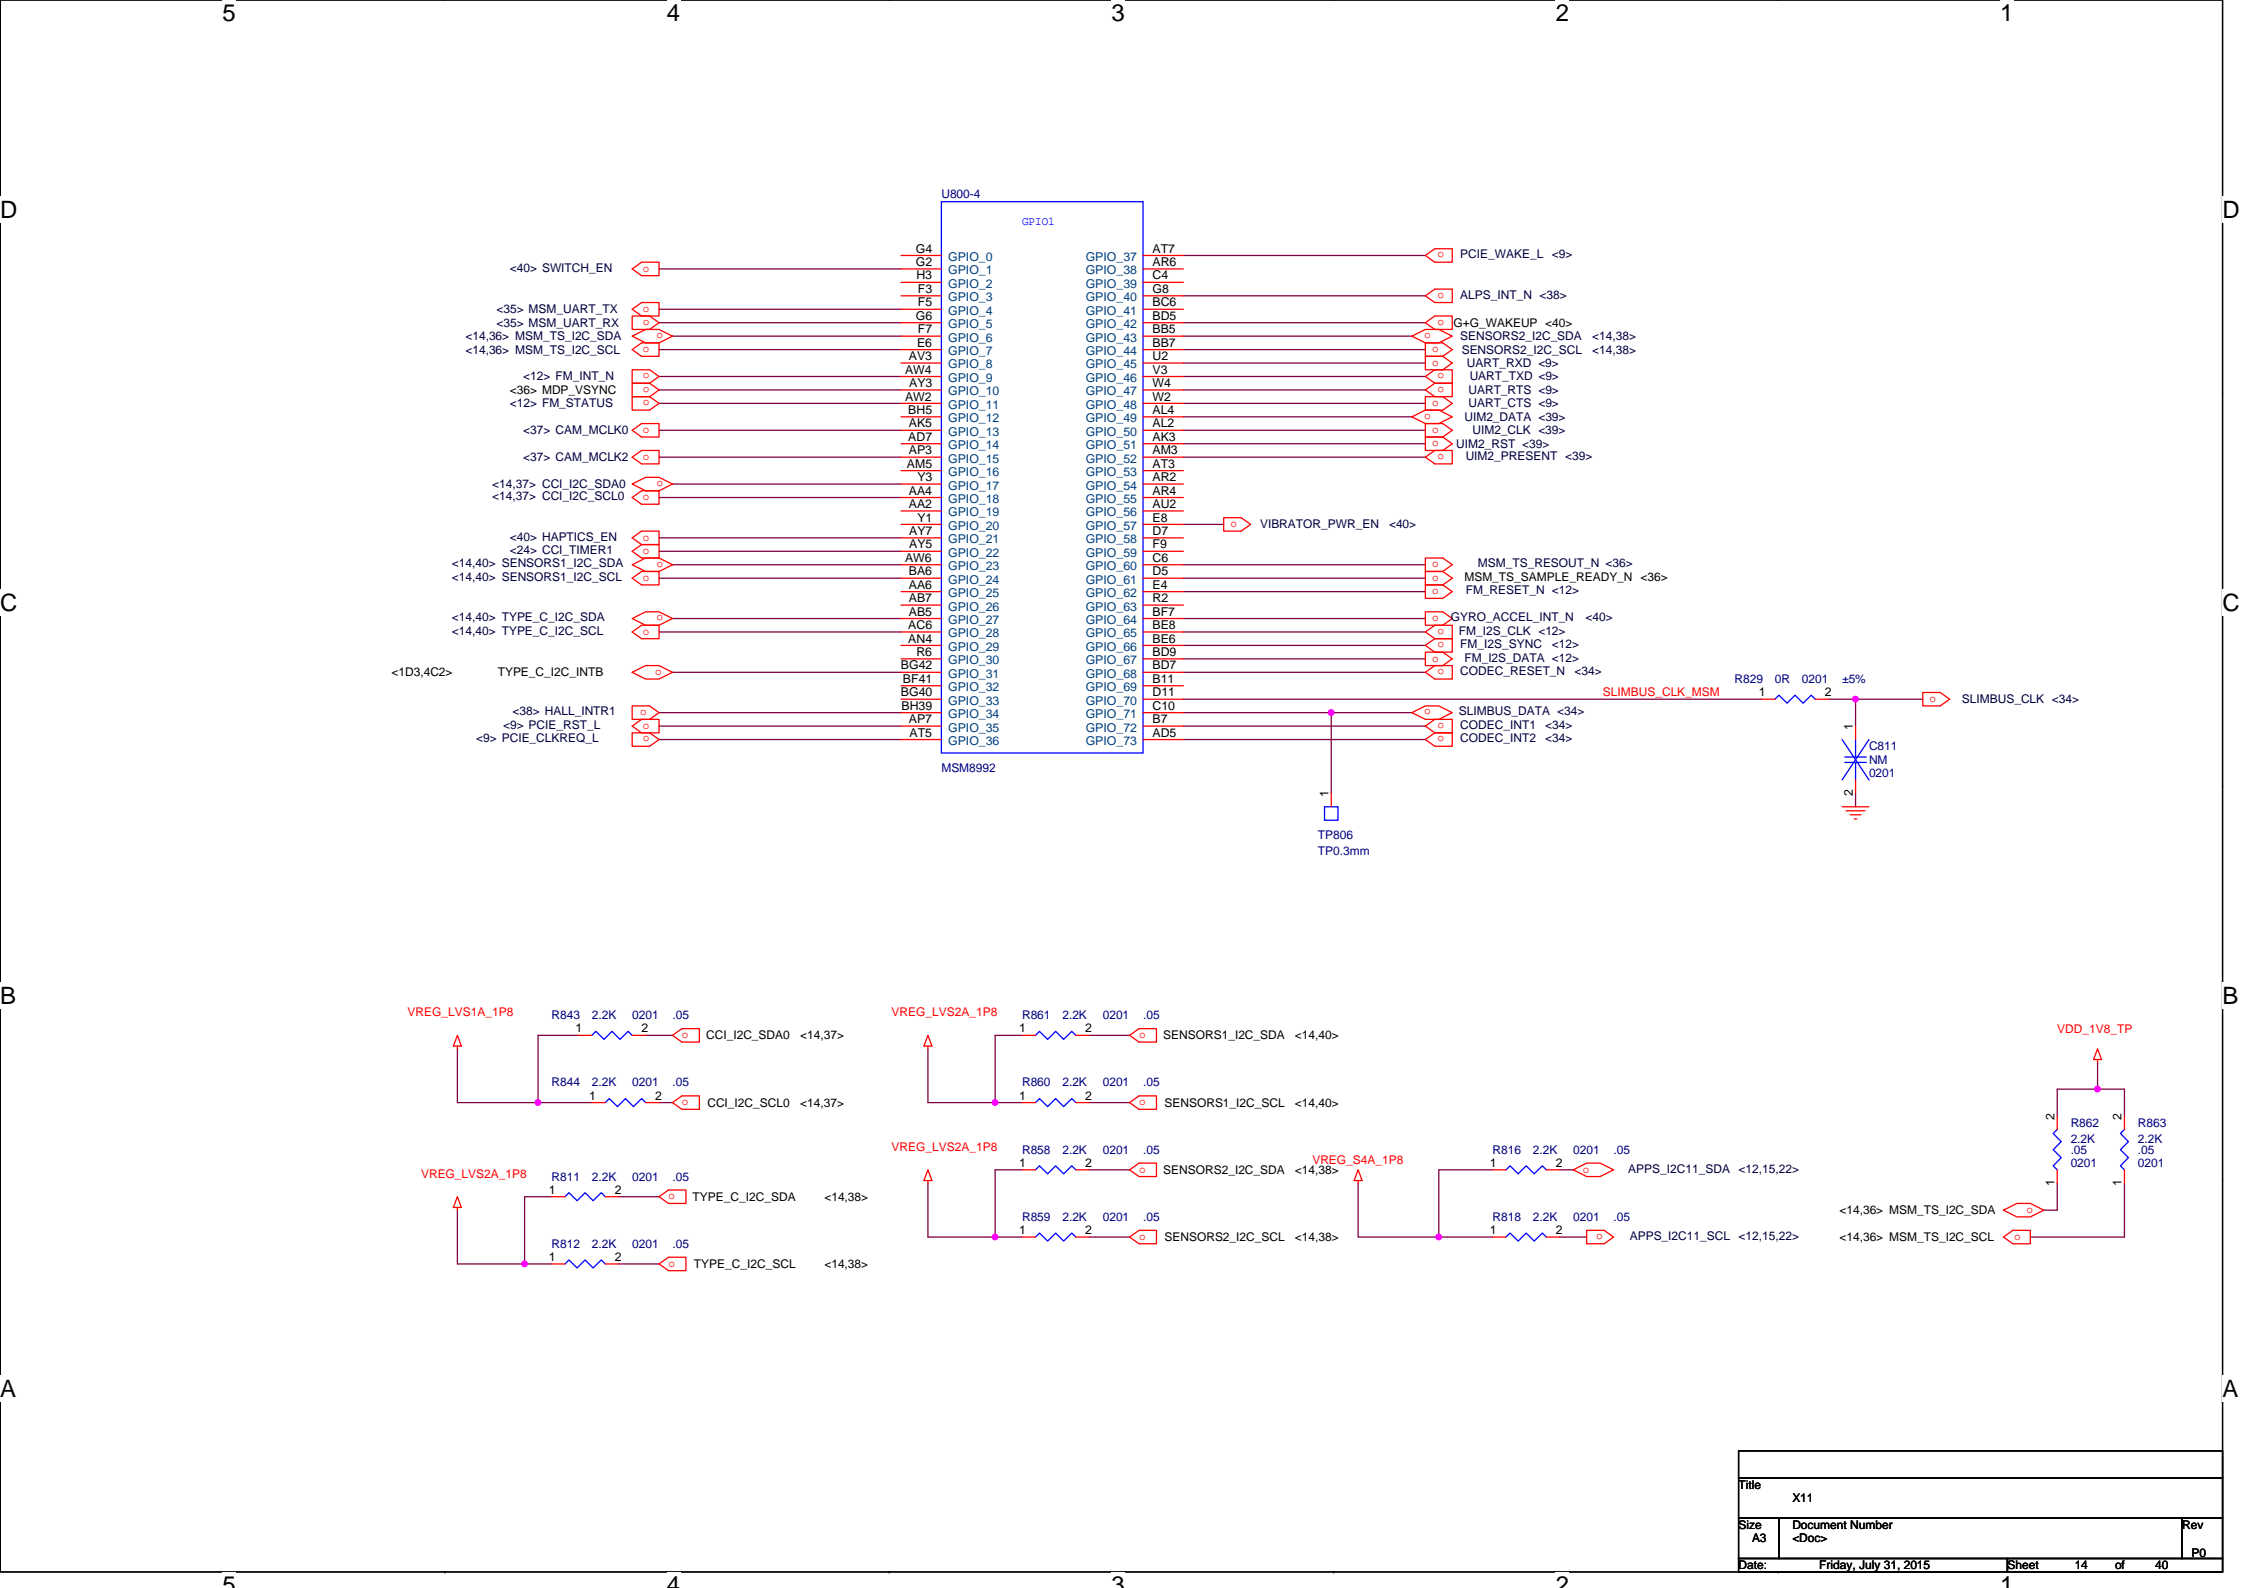 5 4 3 2 1
D D
C C
B B
A A
U800-4
GPIO1
<40> SWITCH_EN
<35> MSM_UART_TX
<35> MSM_UART_RX
<14,36> MSM_TS_I2C_SDA
<14,36> MSM_TS_I2C_SCL
<12> FM_INT_N
<36> MDP_VSYNC
<12> FM_STATUS
<37> CAM_MCLK0
<37> CAM_MCLK2
<14,37> CCI_I2C_SDA0
<14,37> CCI_I2C_SCL0
<40> HAPTICS_EN
<24> CCI_TIMER1
<14,40> SENSORS1_I2C_SDA
<14,40> SENSORS1_I2C_SCL
<14,40> TYPE_C_I2C_SDA
<14,40> TYPE_C_I2C_SCL
<1D3,4C2> TYPE_C_I2C_INTB
<38> HALL_INTR1
<9> PCIE_RST_L
<9> PCIE_CLKREQ_L
G4 GPIO_0
G2 GPIO_1
H3 GPIO_2
F3 GPIO_3
F5 GPIO_4
G6 GPIO_5
F7 GPIO_6
E6 GPIO_7
AV3 GPIO_8
AW4 GPIO_9
AY3 GPIO_10
AW2 GPIO_11
BH5 GPIO_12
AK5 GPIO_13
AD7 GPIO_14
AP3 GPIO_15
AM5 GPIO_16
Y3 GPIO_17
AA4 GPIO_18
AA2 GPIO_19
Y1 GPIO_20
AY7 GPIO_21
AY5 GPIO_22
AW6 GPIO_23
BA6 GPIO_24
AA6 GPIO_25
AB7 GPIO_26
AB5 GPIO_27
AC6 GPIO_28
AN4 GPIO_29
R6 GPIO_30
BG42 GPIO_31
BF41 GPIO_32
BG40 GPIO_33
BH39 GPIO_34
AP7 GPIO_35
AT5 GPIO_36
GPIO_37 AT7
GPIO_38 AR6
GPIO_39 C4
GPIO_40 G8
GPIO_41 BC6
GPIO_42 BD5
GPIO_43 BB5
GPIO_44 BB7
GPIO_45 U2
GPIO_46 V3
GPIO_47 W4
GPIO_48 W2
GPIO_49 AL4
GPIO_50 AL2
GPIO_51 AK3
GPIO_52 AM3
GPIO_53 AT3
GPIO_54 AR2
GPIO_55 AR4
GPIO_56 AU2
GPIO_57 E8
GPIO_58 D7
GPIO_59 F9
GPIO_60 C6
GPIO_61 D5
GPIO_62 E4
GPIO_63 R2
GPIO_64 BF7
GPIO_65 BE8
GPIO_66 BE6
GPIO_67 BD9
GPIO_68 BD7
GPIO_69 B11
GPIO_70 D11
GPIO_71 C10
GPIO_72 B7
GPIO_73 AD5
MSM8992
PCIE_WAKE_L <9>
ALPS_INT_N <38>
G+G_WAKEUP <40>
SENSORS2_I2C_SDA <14,38>
SENSORS2_I2C_SCL <14,38>
UART_RXD <9>
UART_TXD <9>
UART_RTS <9>
UART_CTS <9>
UIM2_DATA <39>
UIM2_CLK <39>
UIM2_RST <39>
UIM2_PRESENT <39>
VIBRATOR_PWR_EN <40>
MSM_TS_RESOUT_N <36>
MSM_TS_SAMPLE_READY_N <36>
FM_RESET_N <12>
GYRO_ACCEL_INT_N <40>
FM_I2S_CLK <12>
FM_I2S_SYNC <12>
FM_I2S_DATA <12>
CODEC_RESET_N <34>
SLIMBUS_CLK_MSM
R829 0R 0201 ±5%
1 2
SLIMBUS_CLK <34>
SLIMBUS_DATA <34>
CODEC_INT1 <34>
CODEC_INT2 <34>
1
C811
NM
0201
2
1
TP806
TP0.3mm
VREG_LVS1A_1P8
R843 2.2K 0201 .05
1 2
CCI_I2C_SDA0 <14,37>
R844 2.2K 0201 .05
1 2
CCI_I2C_SCL0 <14,37>
VREG_LVS2A_1P8
R811 2.2K 0201 .05
1 2
TYPE_C_I2C_SDA <14,38>
R812 2.2K 0201 .05
1 2
TYPE_C_I2C_SCL <14,38>
VREG_LVS2A_1P8
R861 2.2K 0201 .05
1 2
SENSORS1_I2C_SDA <14,40>
R860 2.2K 0201 .05
1 2
SENSORS1_I2C_SCL <14,40>
VREG_LVS2A_1P8
R858 2.2K 0201 .05
1 2
SENSORS2_I2C_SDA <14,38>
R859 2.2K 0201 .05
1 2
SENSORS2_I2C_SCL <14,38>
VREG_S4A_1P8
R816 2.2K 0201 .05
1 2
APPS_I2C11_SDA <12,15,22>
R818 2.2K 0201 .05
1 2
APPS_I2C11_SCL <12,15,22>
VDD_1V8_TP
2 2
R862 R863
2.2K 2.2K
.05 .05
0201 0201
1 1
<14,36> MSM_TS_I2C_SDA
<14,36> MSM_TS_I2C_SCL
Title
X11
Size Document Number Rev
A3 <Doc>
P0
Date: Friday, July 31, 2015 Sheet 14 of 40
5 4 3 2 1